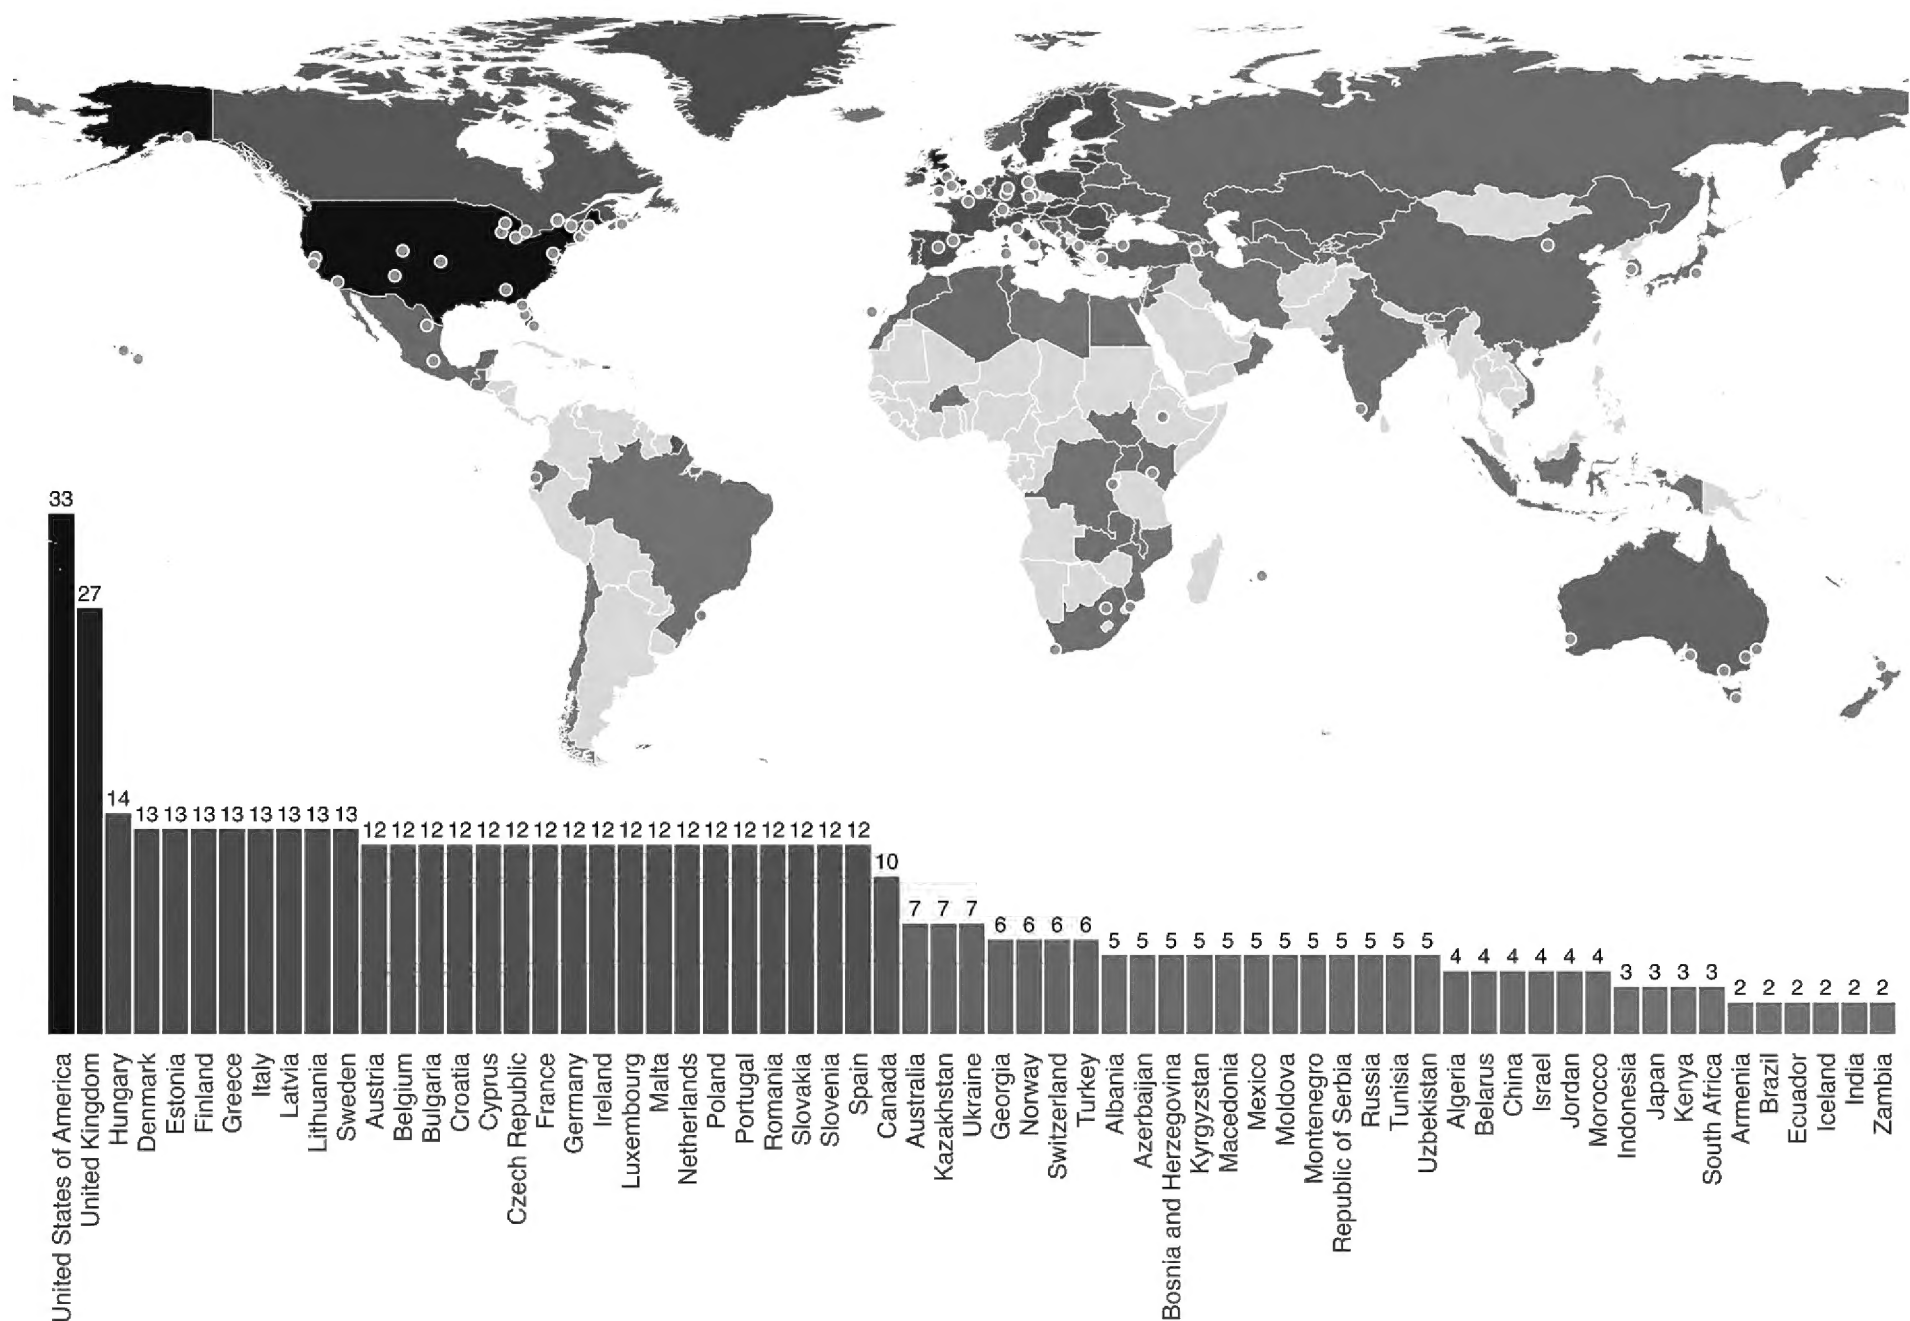 33
27
14
13 13 13 13 13 13 13 13
12 12 12 12 12 12 12 12 12 12 12 12 12 12 12 12 12 12
10
7 7 7
6 6 6 6
5 5 5 5 5 5 5 5 5 5 5 5
4 4 4 4 4 4
3 3 3 3
2 2 2 2 2 2
United States of America
United Kingdom
Hungary
Denmark
Estonia
Finland
Greece
Italy
Latvia
Lithuania
Sweden
Austria
Belgium
Bulgaria
Croatia
Cyprus
Czech Republic
France
Germany
Ireland
Luxembourg
Malta
Netherlands
Poland
Portugal
Romania
Slovakia
Slovenia
Spain
Canada
Australia
Kazakhstan
Ukraine
Georgia
Norway
Switzerland
Turkey
Albania
Azerbaijan
Bosnia and Herzegovina
Kyrgyzstan
Macedonia
Mexico
Moldova
Montenegro
Republic of Serbia
Russia
Tunisia
Uzbekistan
Algeria
Belarus
China
Israel
Jordan
Morocco
Indonesia
Japan
Kenya
South Africa
Armenia
Brazil
Ecuador
Iceland
India
Zambia